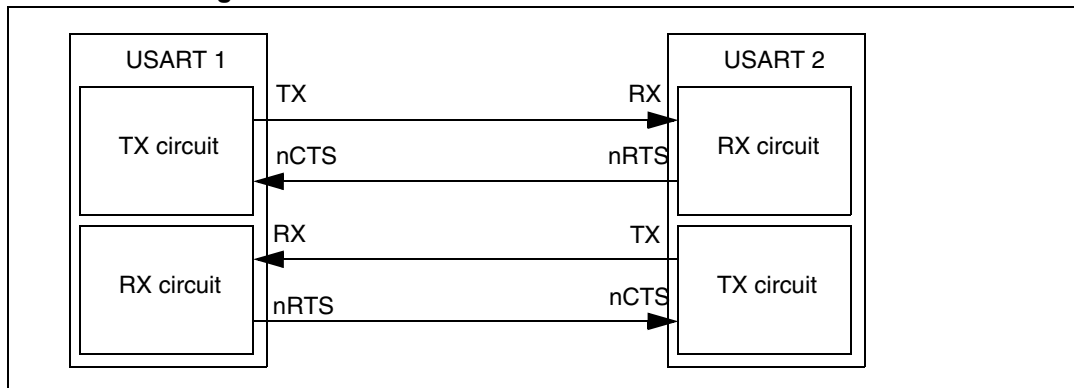 USART 1
USART 2
TX
RX
TX circuit
RX circuit
nCTS
nRTS
RX
TX
RX circuit
TX circuit
nRTS
nCTS